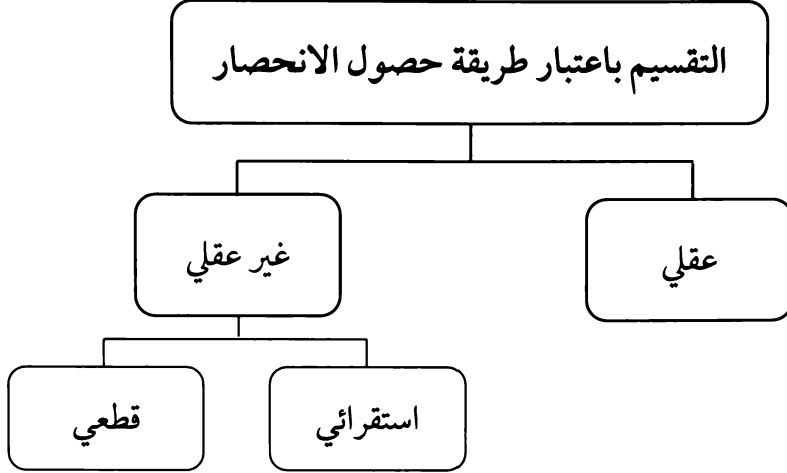 التقسيم باعتبار طريقة حصول الانحصار
عقلي
غير عقلي
استقرائي
قطعي